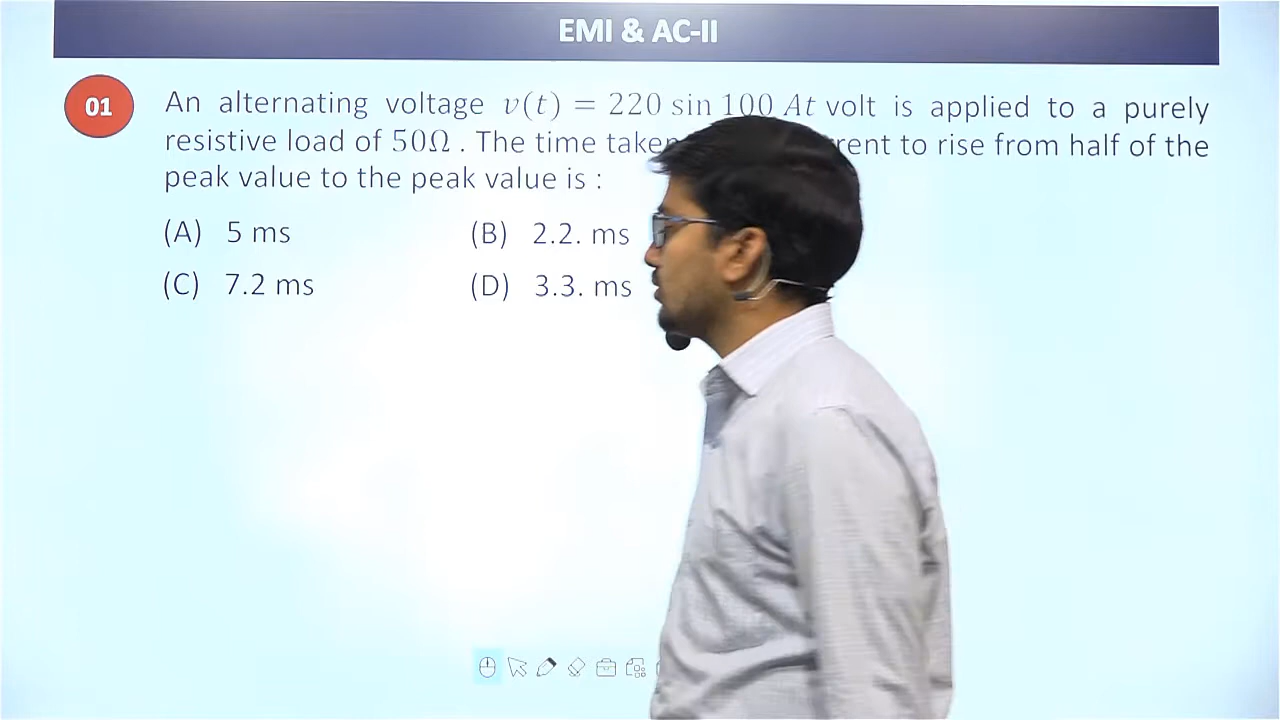 EMI & AC-II
01
An alternating voltage v(t) = 220 sin 100 At volt is applied to a purely
resistive load of 50Ω . The time to rise from half of the
peak value to the peak value is :
(A) 5 ms (B) 2.2. ms
(C) 7.2 ms (D) 3.3. ms